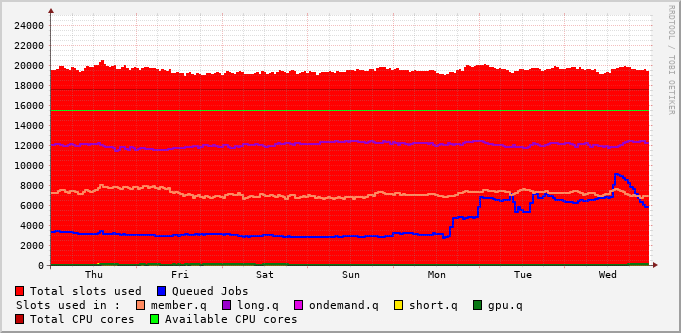 24000
22000
20000
18000
16000
14000
12000
10000
8000
6000
4000
2000
0
Thu Fri Sat Sun Mon Tue Wed
RRDTOOL / TOBI OETIKER
Total slots used Queued Jobs
Slots used in : member.q long.q ondemand.q short.q gpu.q
Total CPU cores Available CPU cores